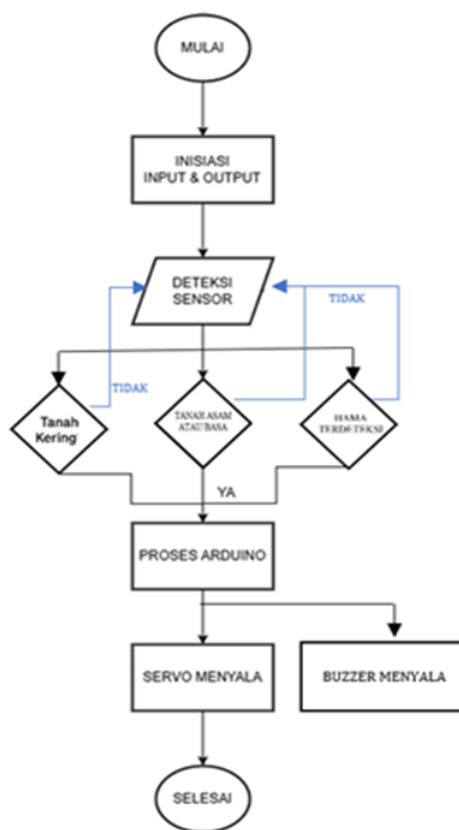 MULAI
INISIASI
INPUT & OUTPUT
DETEKSI
SENSOR
TIDAK
TIDAK
Tanah
Kering
TANAH ASAM
ATAU BASA
HAMA
TERDETEKSI
YA
PROSES ARDUINO
SERVO MENYALA
BUZZER MENYALA
SELESAI